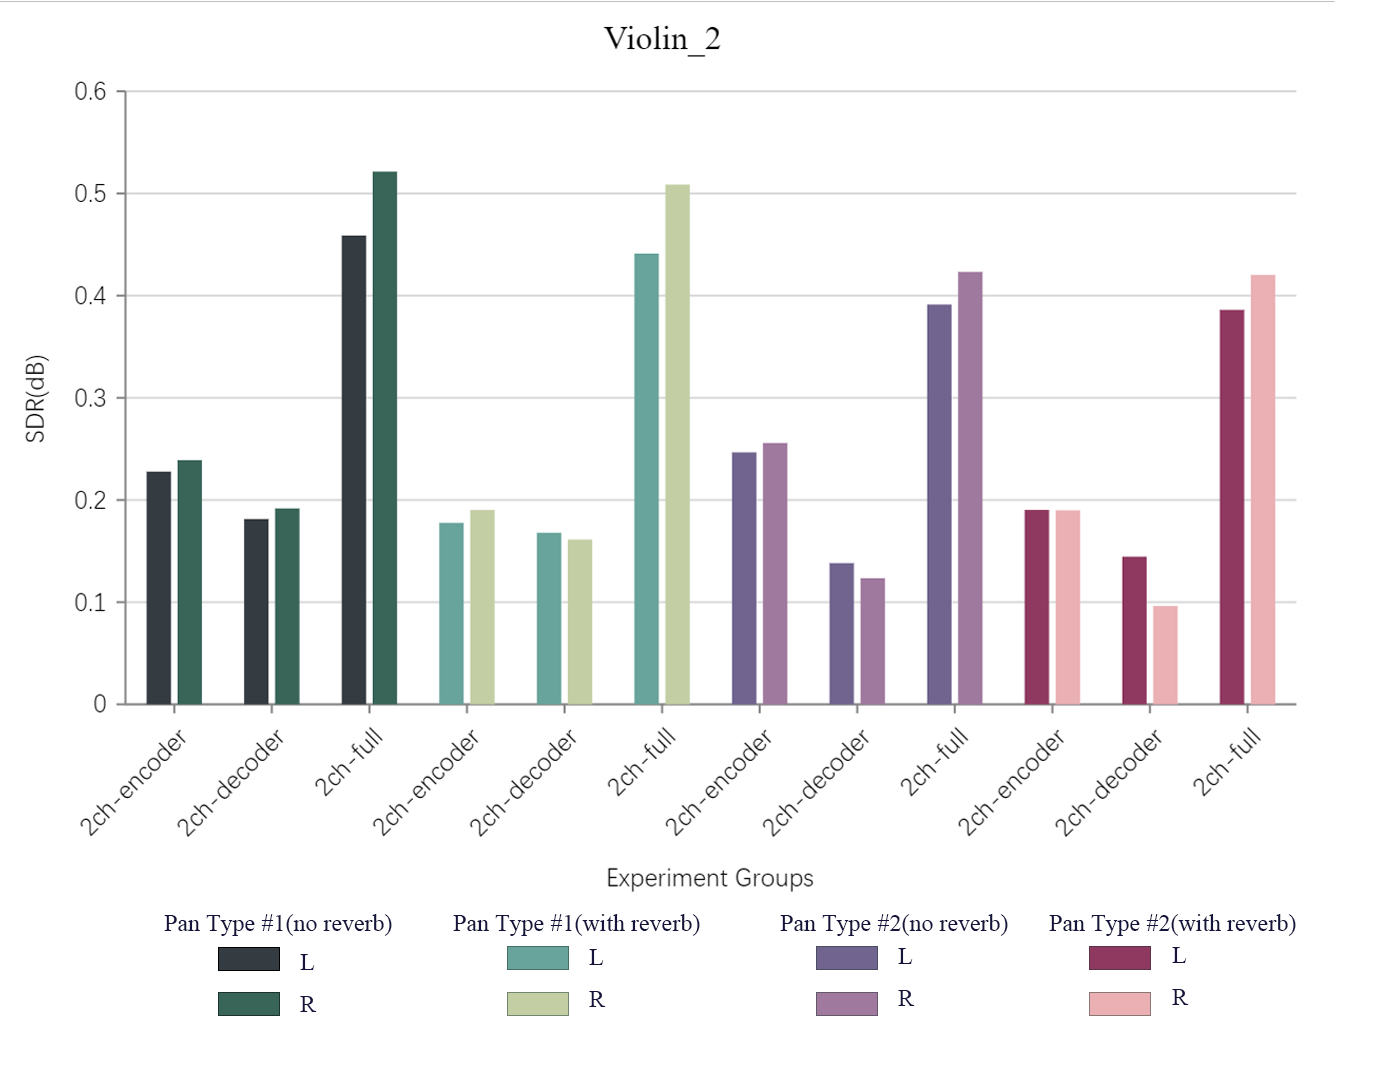 Violin_2
0.6
0.5
0.4
0.3
0.2
0.1
0
SDR(dB)
2ch-encoder
2ch-decoder
2ch-full
2ch-encoder
2ch-decoder
2ch-full
2ch-encoder
2ch-decoder
2ch-full
2ch-encoder
2ch-decoder
2ch-full
Experiment Groups
Pan Type #1(no reverb)
L
R
Pan Type #1(with reverb)
L
R
Pan Type #2(no reverb)
L
R
Pan Type #2(with reverb)
L
R